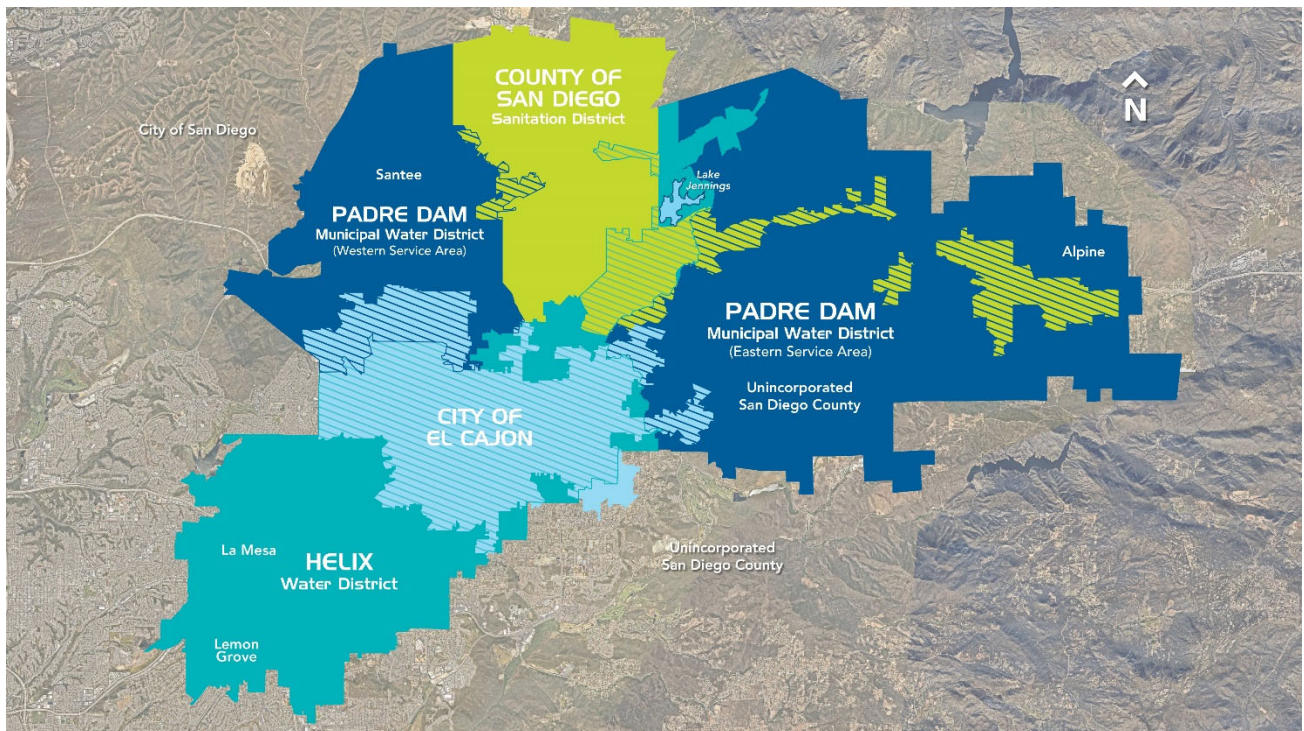 COUNTY OF
SAN DIEGO
Sanitation District
City of San Diego
N
Santee
Lake
Jennings
PADRE DAM
Municipal Water District
(Western Service Area)
Alpine
PADRE DAM
Municipal Water District
(Eastern Service Area)
Unincorporated
San Diego County
CITY OF
EL CAJON
La Mesa
HELIX
Water District
Unincorporated
San Diego County
Lemon
Grove